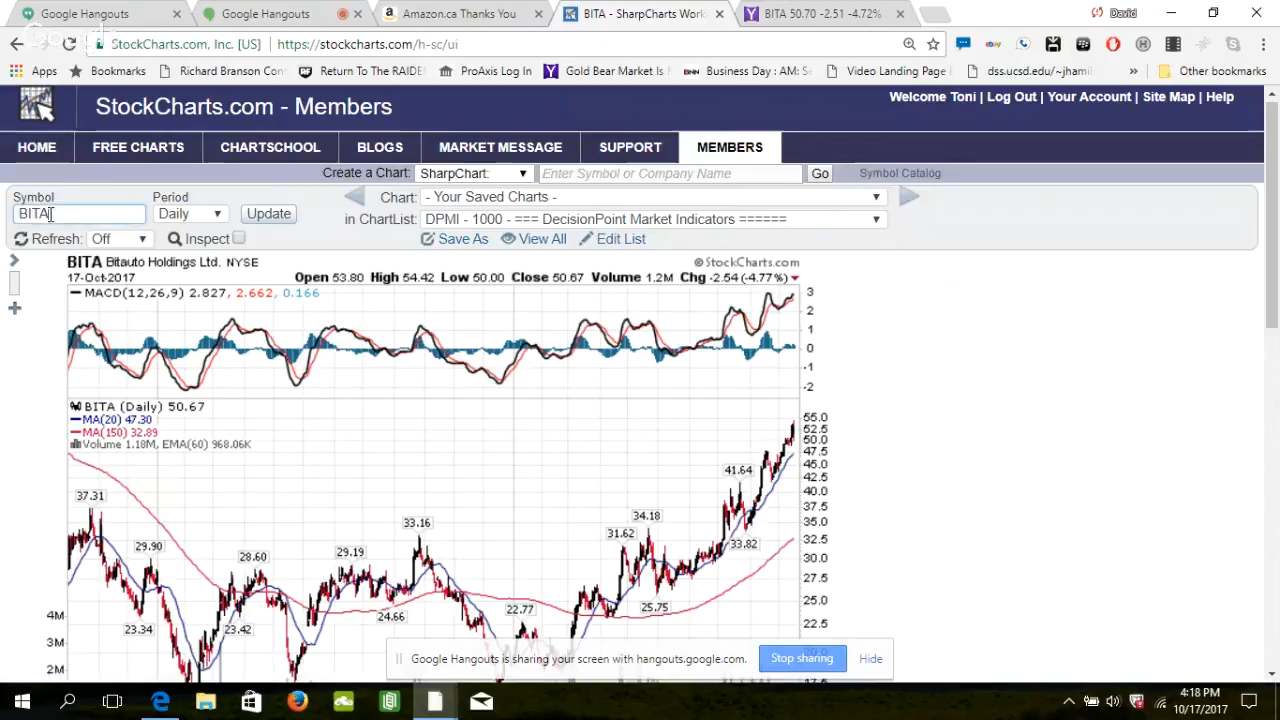 Google Hangouts
Google Hangouts
Amazon.ca Thank You
BITA - SharpCharts Work
BITA 50.70 -2.51 -4.72%
David
StockCharts.com, Inc. [US] https://stockcharts.com/h-sc/ui
Apps
Bookmarks
Richard Branson Con
Return To The RAIDE
ProAxis Log In
Gold Bear Market Is
Business Day : AM: Se
Video Landing Page
dss.ucsd.edu/~jhamil
»
Other bookmarks
StockCharts.com - Members
Welcome Toni | Log Out | Your Account | Site Map | Help
HOME
FREE CHARTS
CHARTSCHOOL
BLOGS
MARKET MESSAGE
SUPPORT
MEMBERS
Create a Chart: SharpChart: Enter Symbol or Company Name Go Symbol Catalog
Symbol Period
BITA Daily Update
Chart: - Your Saved Charts -
in ChartList: DPMI - 1000 - === DecisionPoint Market Indicators ======
Refresh: Off Inspect
Save As View All Edit List
BITA Bitauto Holdings Ltd. NYSE
© StockCharts.com
17-Oct-2017
Open 53.80 High 54.42 Low 50.00 Close 50.67 Volume 1.2M Chg -2.54 (-4.77%)
MACD(12,26,9) 2.827, 2.662, 0.166
3
2
1
0
-1
-2
BITA (Daily) 50.67
MA(20) 47.30
MA(150) 32.89
Volume 1.18M, EMA(60) 968.06K
55.0
52.5
50.0
47.5
45.0
42.5
40.0
37.5
35.0
32.5
30.0
27.5
25.0
22.5
37.31
29.90
23.34
28.60
23.42
29.19
24.66
33.16
22.77
31.62
34.18
25.75
41.64
33.82
4M
3M
2M
Google Hangouts is sharing your screen with hangouts.google.com.
Stop sharing
Hide
4:18 PM
10/17/2017